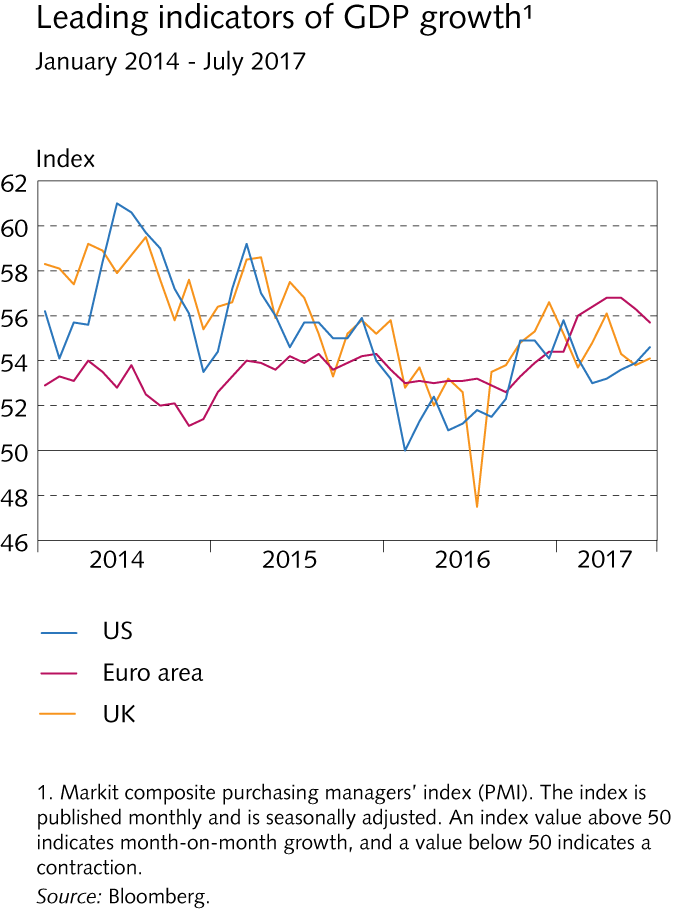 Leading indicators of GDP growth¹
January 2014 - July 2017
Index
62
60
58
56
54
52
50
48
46
2014 2015 2016 2017
US
Euro area
UK
1. Markit composite purchasing managers’ index (PMI). The index is
published monthly and is seasonally adjusted. An index value above 50
indicates month-on-month growth, and a value below 50 indicates a
contraction.
Source: Bloomberg.